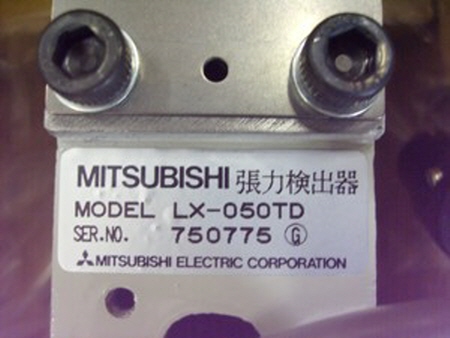 MITSUBISHI 張力検出器
MODEL LX-050TD
SER.NO. 750775 Ⓖ
MITSUBISHI ELECTRIC CORPORATION